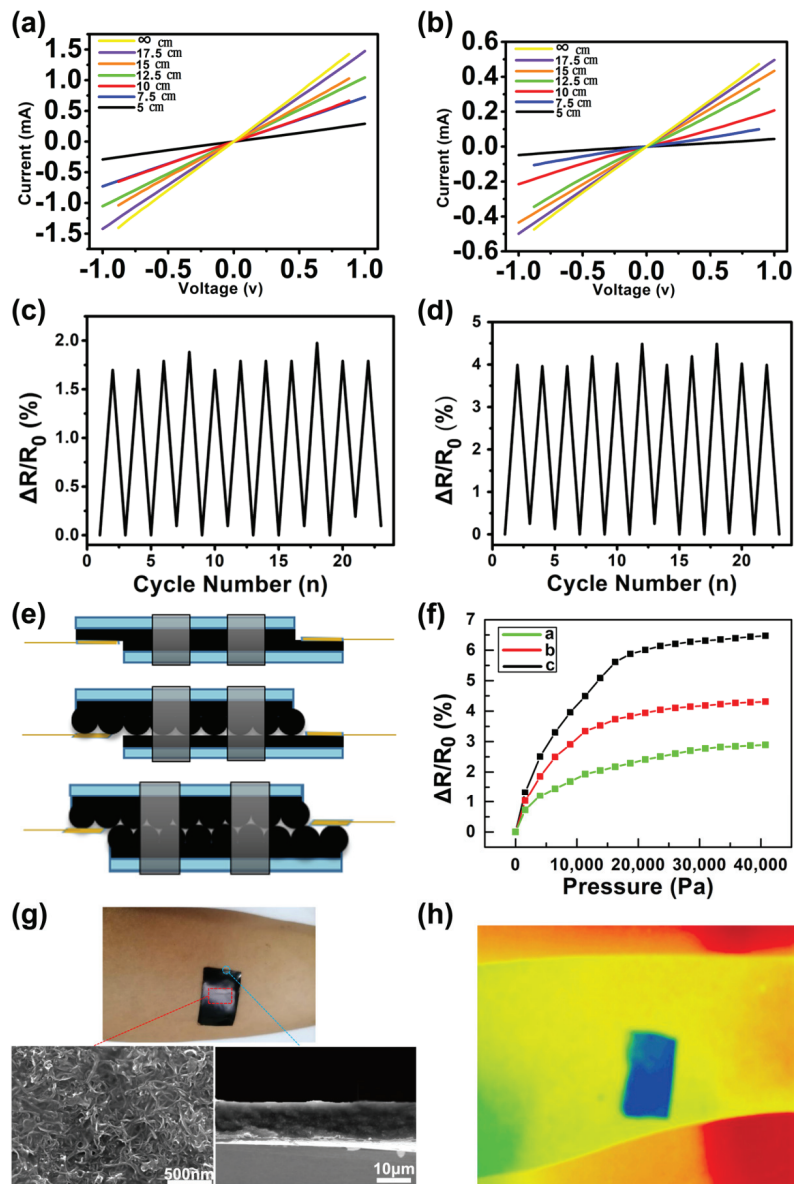 (a)
1.5
1.0
0.5
0.0
-0.5
-1.0
-1.5
Current (mA)
∞ cm
17.5 cm
15 cm
12.5 cm
10 cm
7.5 cm
5 cm
-1.0 -0.5 0.0 0.5 1.0
Voltage (v)
(b)
0.6
0.4
0.2
0.0
-0.2
-0.4
-0.6
Current (mA)
∞ cm
17.5 cm
15 cm
12.5 cm
10 cm
7.5 cm
5 cm
-1.0 -0.5 0.0 0.5 1.0
Voltage (v)
(c)
2.0
1.5
1.0
0.5
0.0
ΔR/R0 (%)
0 5 10 15 20
Cycle Number (n)
(d)
5
4
3
2
1
0
ΔR/R0 (%)
0 5 10 15 20
Cycle Number (n)
(e)
(f)
7
6
5
4
3
2
1
0
ΔR/R0 (%)
a
b
c
0 10,000 20,000 30,000 40,000
Pressure (Pa)
(g)
500nm
10μm
(h)